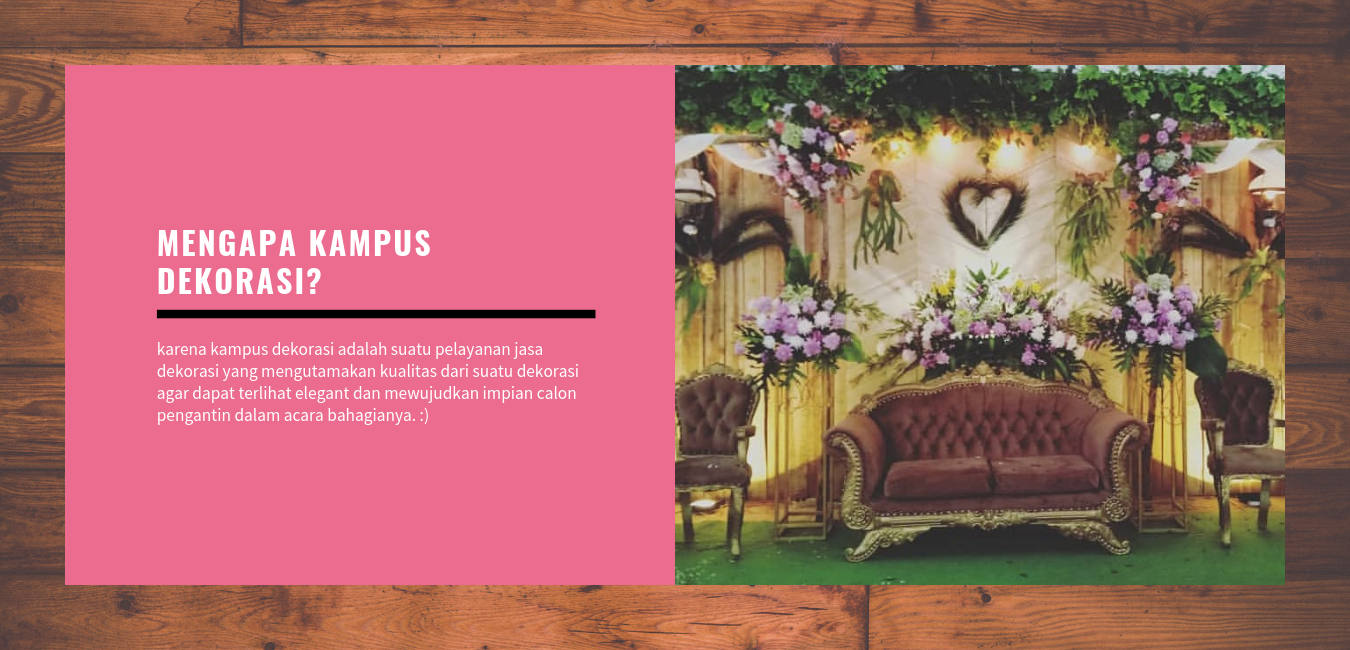 MENGAPA KAMPUS
DEKORASI?
karena kampus dekorasi adalah suatu pelayanan jasa
dekorasi yang mengutamakan kualitas dari suatu dekorasi
agar dapat terlihat elegant dan mewujudkan impian calon
pengantin dalam acara bahagianya. :)